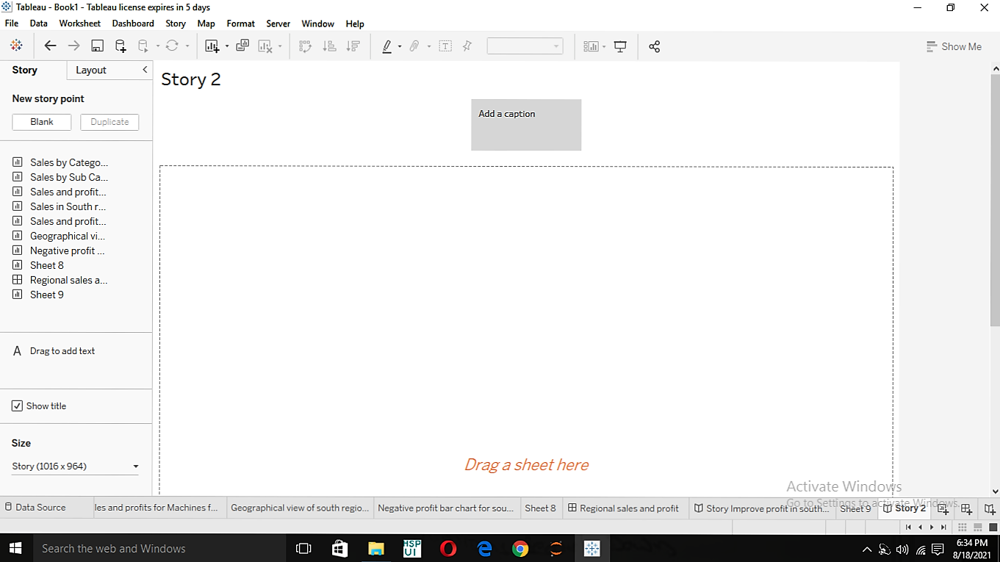 Tableau - Book1 - Tableau license expires in 5 days
File Data Worksheet Dashboard Story Map Format Server Window Help
Show Me
Story Layout
New story point
Blank Duplicate
Sales by Catego...
Sales by Sub Ca...
Sales and profit...
Sales in South r...
Sales and profit...
Geographical vi...
Negative profit ...
Sheet 8
Regional sales a...
Sheet 9
A Drag to add text
Show title
Size
Story (1016 x 964)
Story 2
Add a caption
Drag a sheet here
Activate Windows
Go to Settings to activate Windows.
Data Source les and profits for Machines f... Geographical view of south regio... Negative profit bar chart for sou... Sheet 8 Regional sales and profit Story Improve profit in south... Sheet 9 Story 2
Search the web and Windows
HSP
UI
6:34 PM
8/18/2021